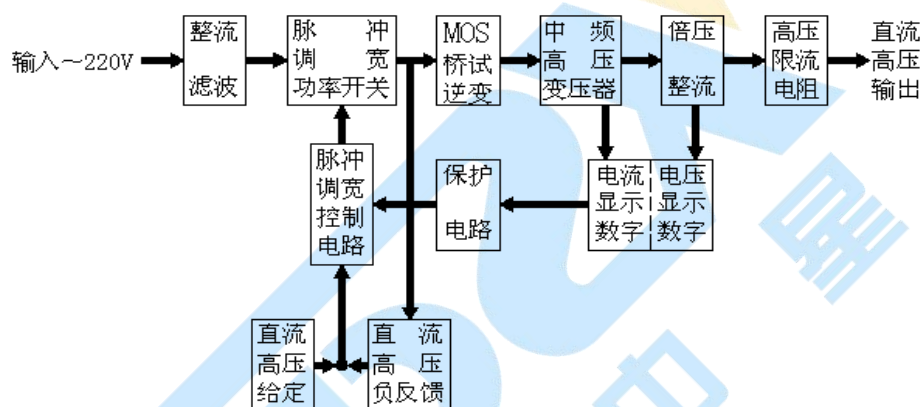 输入～220V
整流
滤波
脉冲
调宽
功率开关
MOS
桥试
逆变
中频
高压
变压器
倍压
整流
高压
限流
电阻
直流
高压
输出
脉冲
调宽
控制
电路
保护
电路
电流
显示
数字
电压
显示
数字
直流
高压
给定
直流
高压
负反馈
中
星